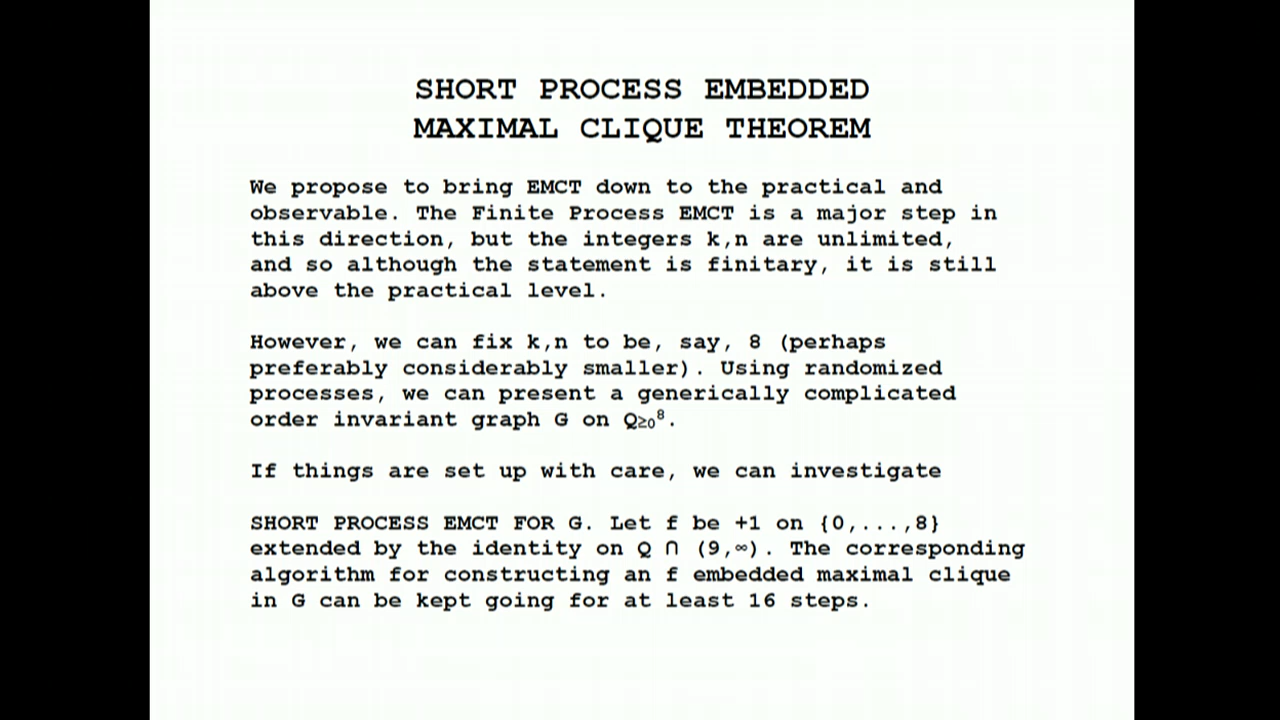 SHORT PROCESS EMBEDDED
MAXIMAL CLIQUE THEOREM
We propose to bring EMCT down to the practical and
observable. The Finite Process EMCT is a major step in
this direction, but the integers k,n are unlimited,
and so although the statement is finitary, it is still
above the practical level.
However, we can fix k,n to be, say, 8 (perhaps
preferably considerably smaller). Using randomized
processes, we can present a generically complicated
order invariant graph G on Q≥₀⁸.
If things are set up with care, we can investigate
SHORT PROCESS EMCT FOR G. Let f be +1 on {0,...,8}
extended by the identity on Q ∩ (9,∞). The corresponding
algorithm for constructing an f embedded maximal clique
in G can be kept going for at least 16 steps.